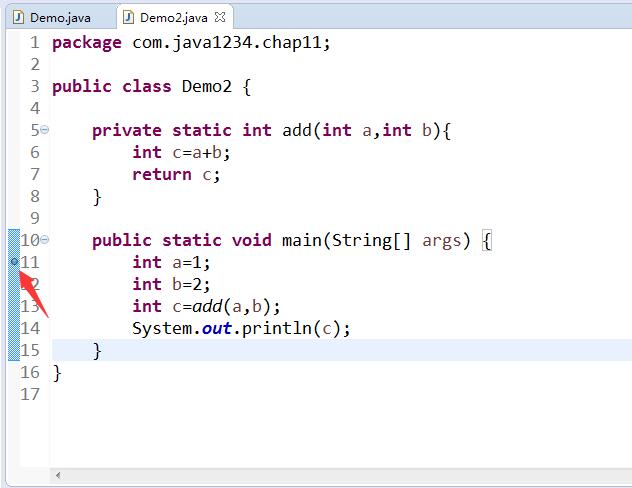 Demo.java Demo2.java
1 package com.java1234.chap11;
2
3 public class Demo2 {
4
5 private static int add(int a,int b){
6 int c=a+b;
7 return c;
8 }
9
10 public static void main(String[] args) {
11 int a=1;
12 int b=2;
13 int c=add(a,b);
14 System.out.println(c);
15 }
16 }
17